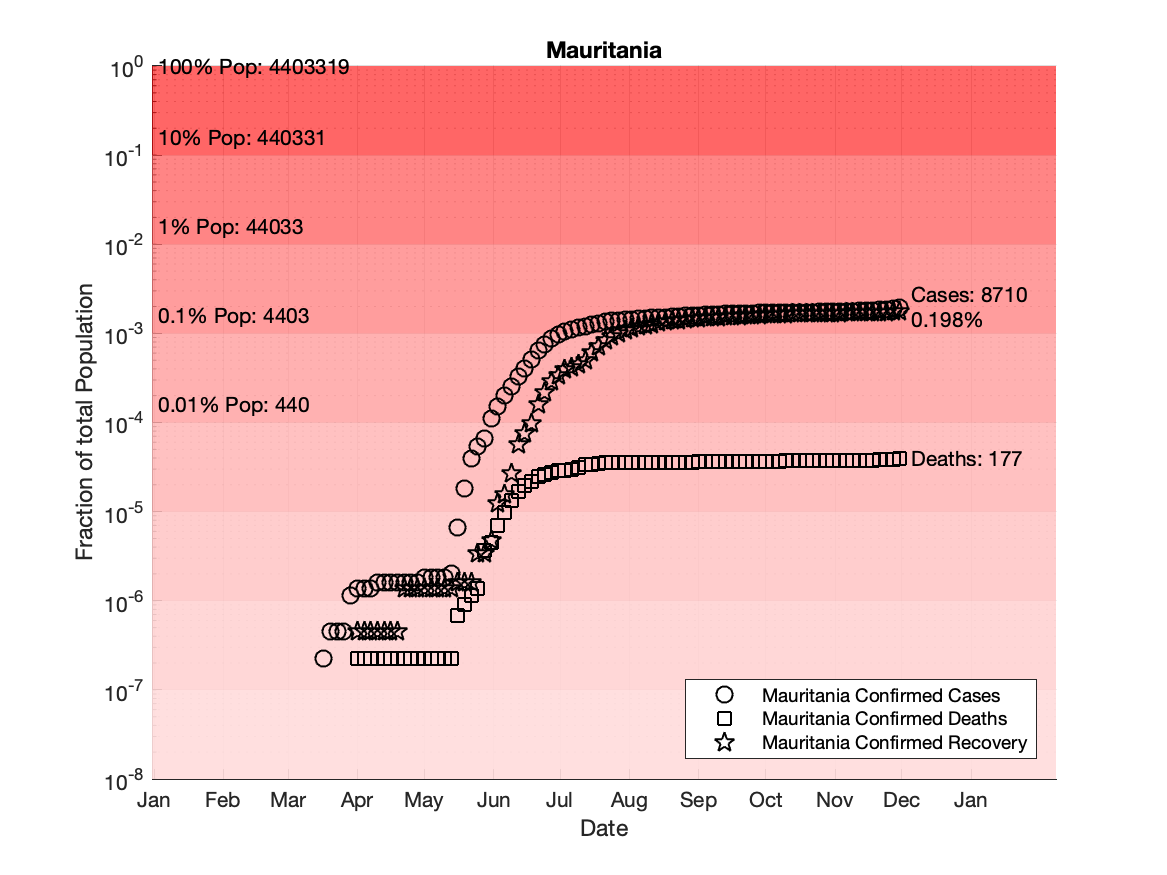 Mauritania
10^0
100% Pop: 4403319
10% Pop: 440331
10^-1
1% Pop: 44033
10^-2
Cases: 8710
0.1% Pop: 4403
0.198%
10^-3
0.01% Pop: 440
10^-4
Deaths: 177
10^-5
10^-6
10^-7
10^-8
Fraction of total Population
Mauritania Confirmed Cases
Mauritania Confirmed Deaths
Mauritania Confirmed Recovery
Jan Feb Mar Apr May Jun Jul Aug Sep Oct Nov Dec Jan
Date